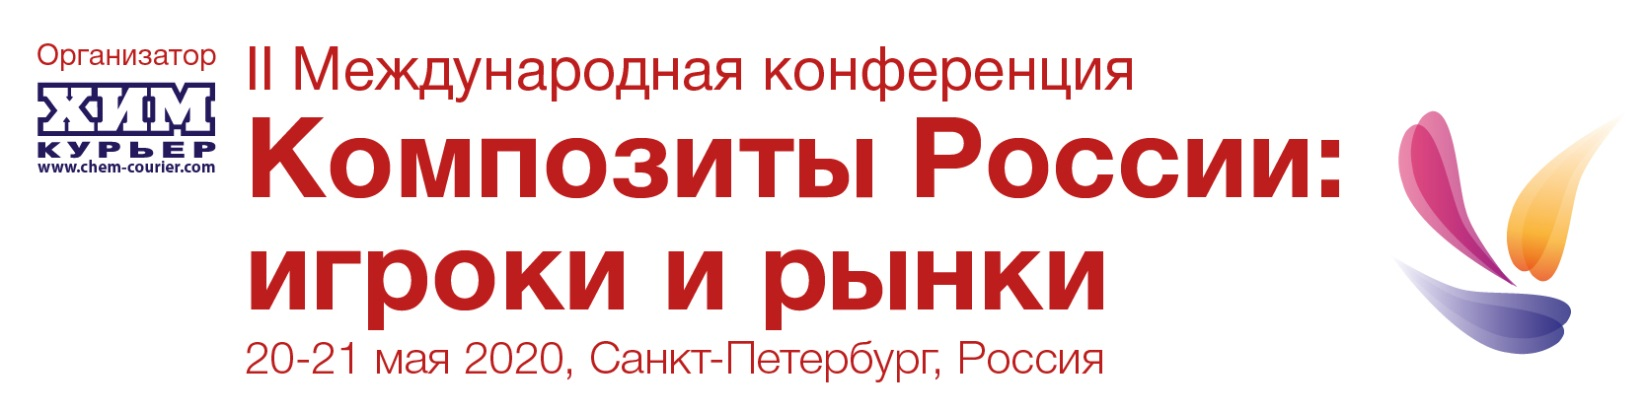 Организатор
ХИМ
КУРЬЕР
www.chem-courier.com
II Международная конференция
Композиты России:
игроки и рынки
20-21 мая 2020, Санкт-Петербург, Россия